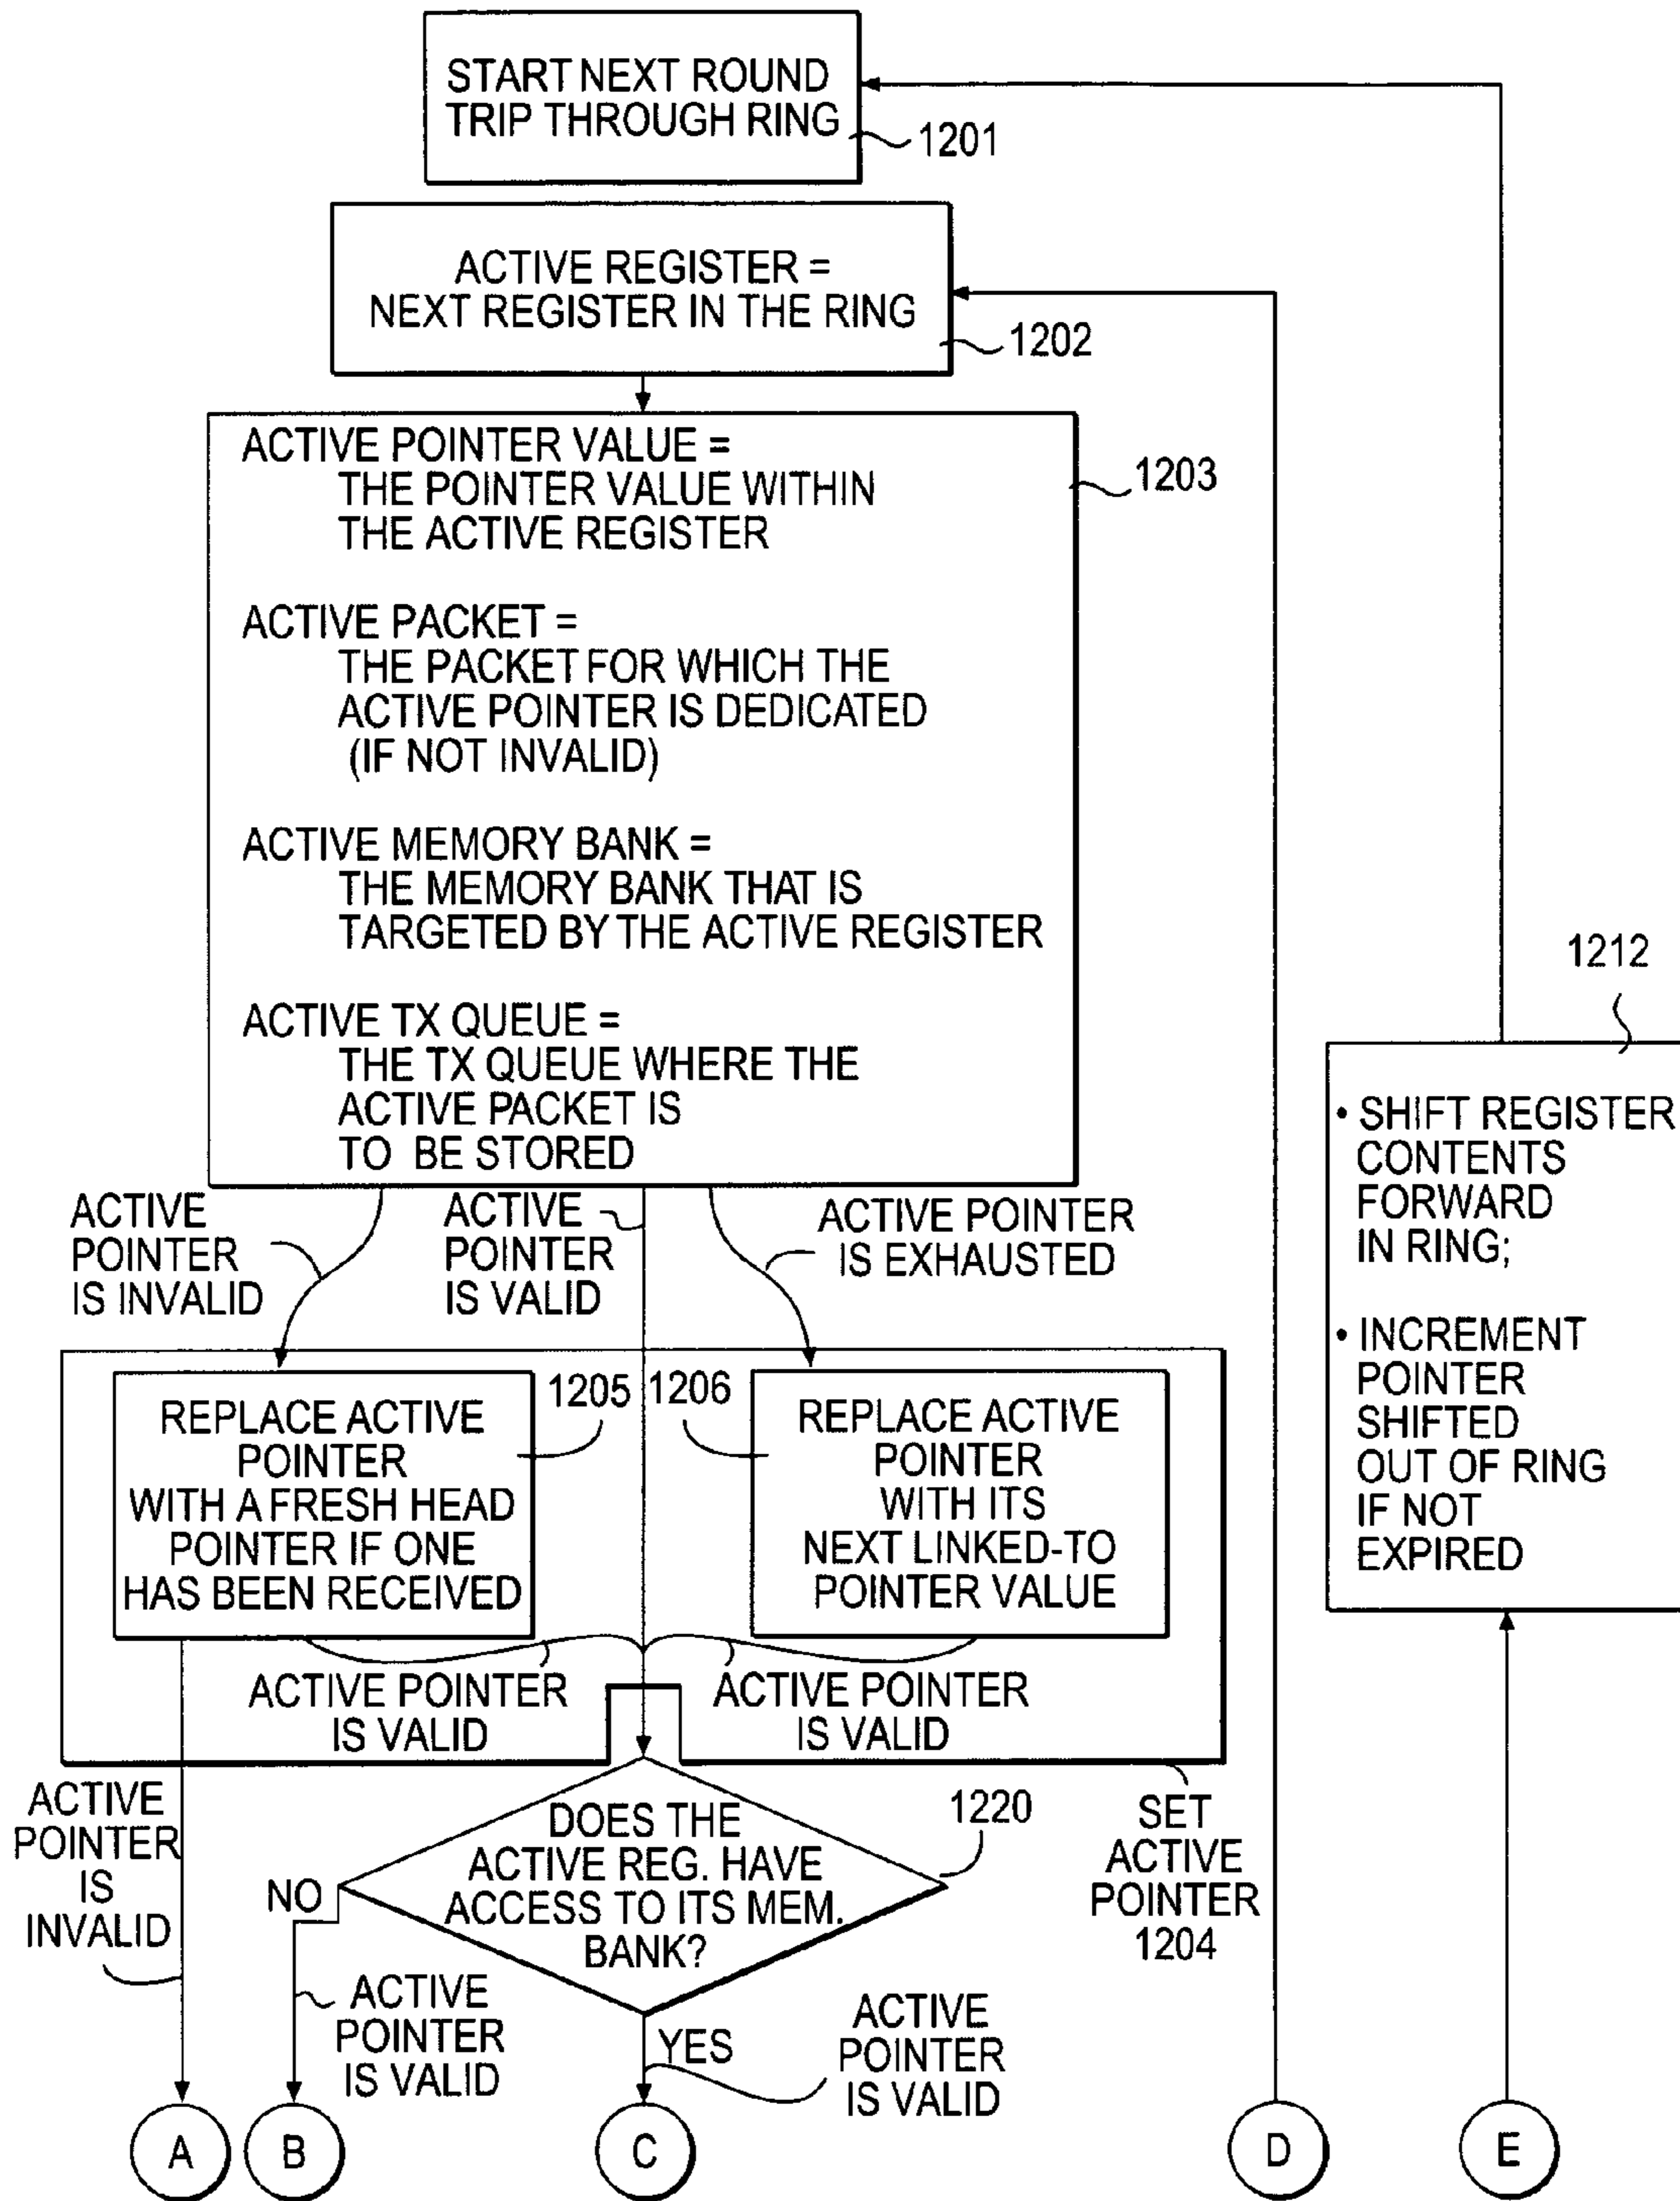 START NEXT ROUND
TRIP THROUGH RING
1201
ACTIVE REGISTER =
NEXT REGISTER IN THE RING
1202
ACTIVE POINTER VALUE =
THE POINTER VALUE WITHIN
THE ACTIVE REGISTER
1203
ACTIVE PACKET =
THE PACKET FOR WHICH THE
ACTIVE POINTER IS DEDICATED
(IF NOT INVALID)
ACTIVE MEMORY BANK =
THE MEMORY BANK THAT IS
TARGETED BY THE ACTIVE REGISTER
ACTIVE TX QUEUE =
THE TX QUEUE WHERE THE
ACTIVE PACKET IS
TO BE STORED
1212
• SHIFT REGISTER
CONTENTS
FORWARD
IN RING;
• INCREMENT
POINTER
SHIFTED
OUT OF RING
IF NOT
EXPIRED
ACTIVE
POINTER
IS INVALID
ACTIVE
POINTER
IS VALID
ACTIVE POINTER
IS EXHAUSTED
REPLACE ACTIVE
POINTER
WITH A FRESH HEAD
POINTER IF ONE
HAS BEEN RECEIVED
1205
1206
REPLACE ACTIVE
POINTER
WITH ITS
NEXT LINKED-TO
POINTER VALUE
ACTIVE POINTER
IS VALID
ACTIVE POINTER
IS VALID
SET
ACTIVE
POINTER
1204
ACTIVE
POINTER
IS
INVALID
DOES THE
ACTIVE REG. HAVE
ACCESS TO ITS MEM.
BANK?
1220
NO
ACTIVE
POINTER
IS VALID
YES
ACTIVE
POINTER
IS VALID
A
B
C
D
E